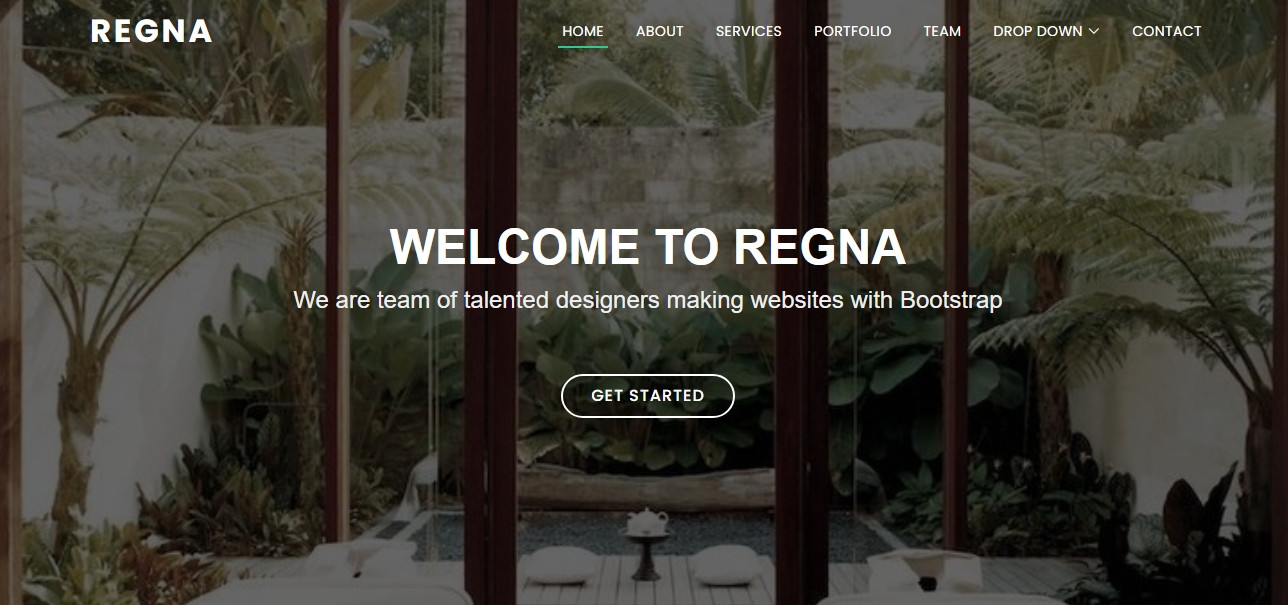 REGNA
HOME ABOUT SERVICES PORTFOLIO TEAM DROP DOWN CONTACT
WELCOME TO REGNA
We are team of talented designers making websites with Bootstrap
GET STARTED